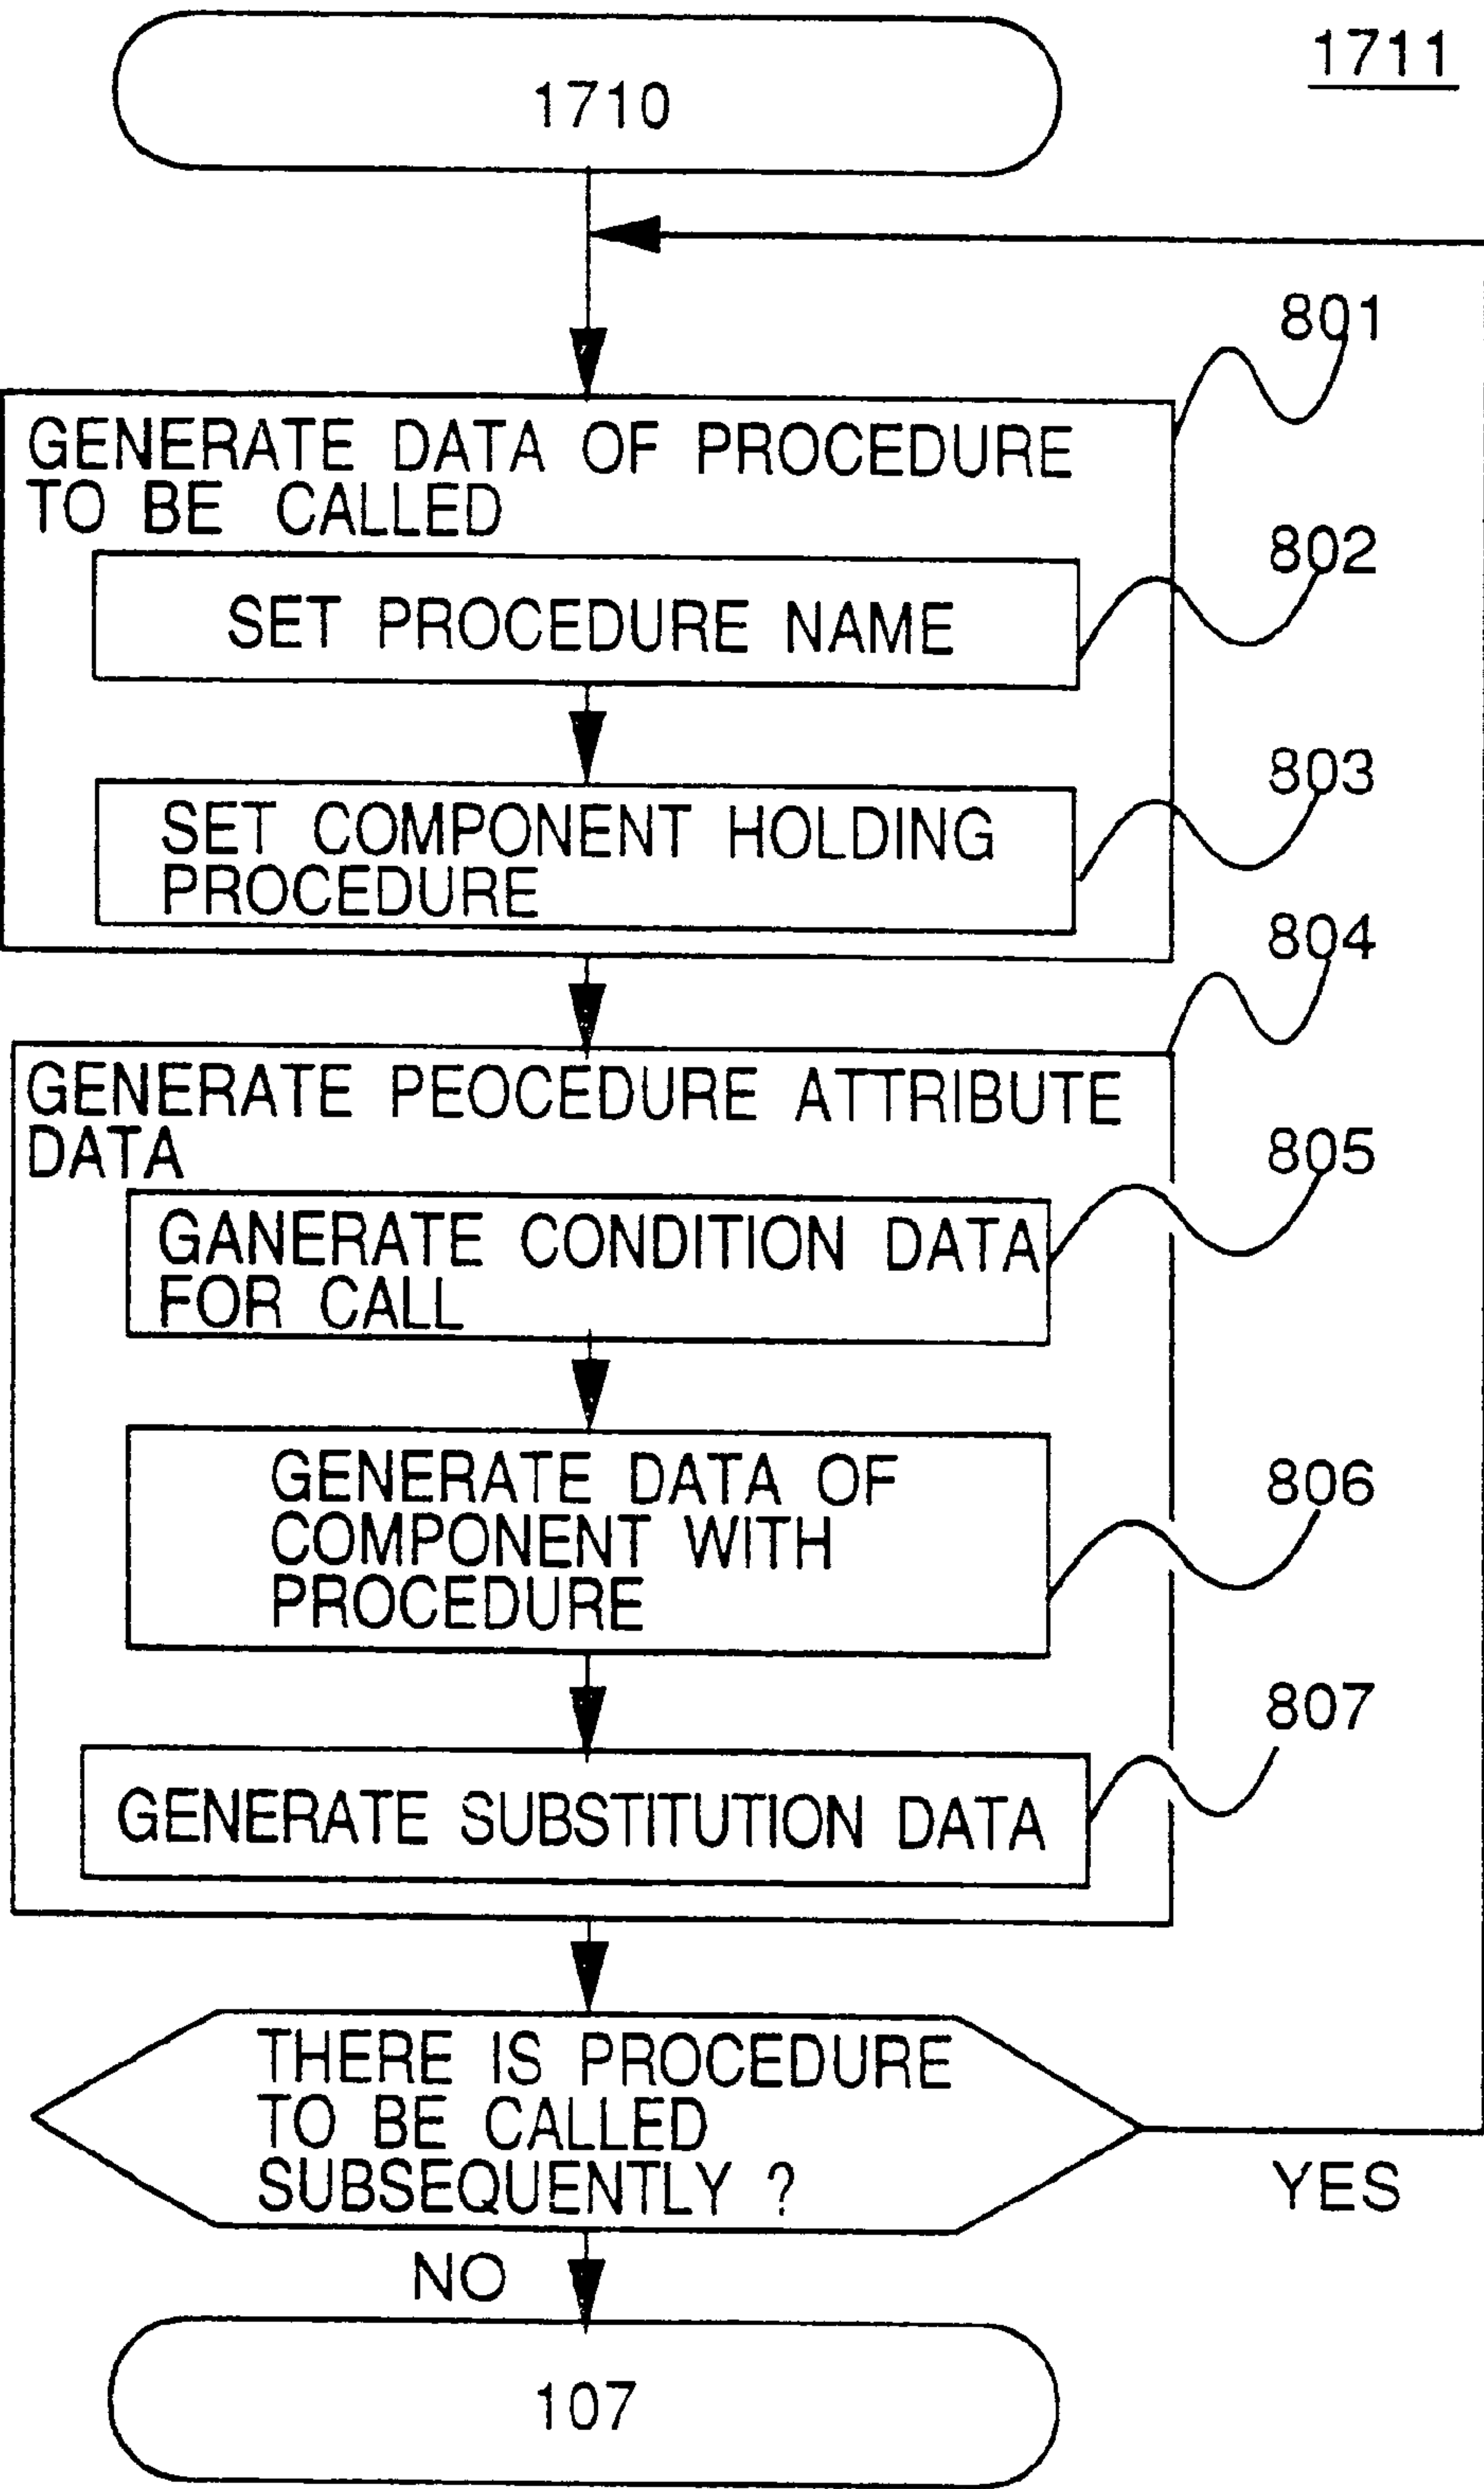 1711
1710
801
GENERATE DATA OF PROCEDURE
TO BE CALLED
802
SET PROCEDURE NAME
803
SET COMPONENT HOLDING
PROCEDURE
804
GENERATE PEOCEDURE ATTRIBUTE
DATA
805
GANERATE CONDITION DATA
FOR CALL
806
GENERATE DATA OF
COMPONENT WITH
PROCEDURE
807
GENERATE SUBSTITUTION DATA
THERE IS PROCEDURE
TO BE CALLED
SUBSEQUENTLY ?
YES
NO
107